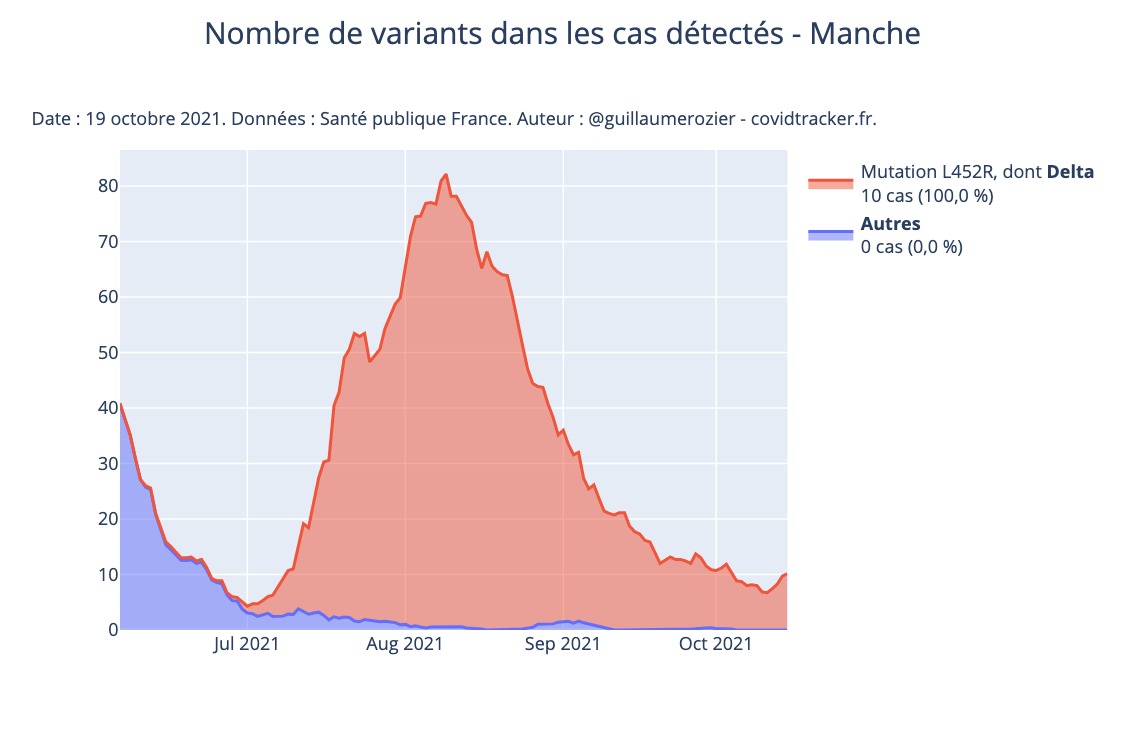 Nombre de variants dans les cas détectés - Manche
Date : 19 octobre 2021. Données : Santé publique France. Auteur : @guillaumerozier - covidtracker.fr.
Mutation L452R, dont Delta
10 cas (100,0 %)
Autres
0 cas (0,0 %)
80
70
60
50
40
30
20
10
0
Jul 2021
Aug 2021
Sep 2021
Oct 2021